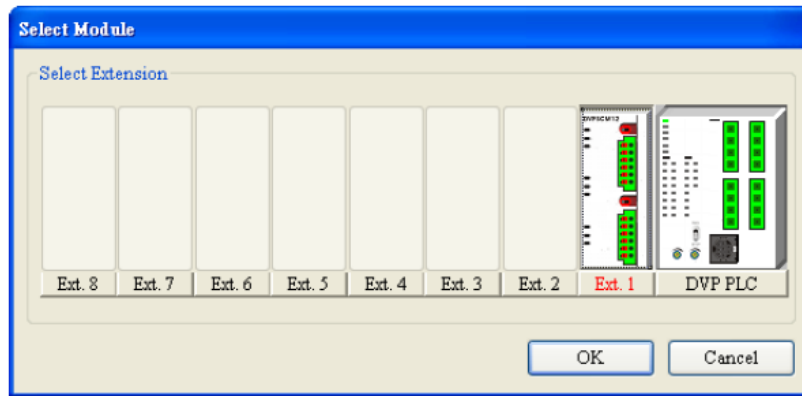 Select Module
Select Extension
DVPSCM12
Ext. 8 Ext. 7 Ext. 6 Ext. 5 Ext. 4 Ext. 3 Ext. 2 Ext. 1 DVP PLC
OK Cancel